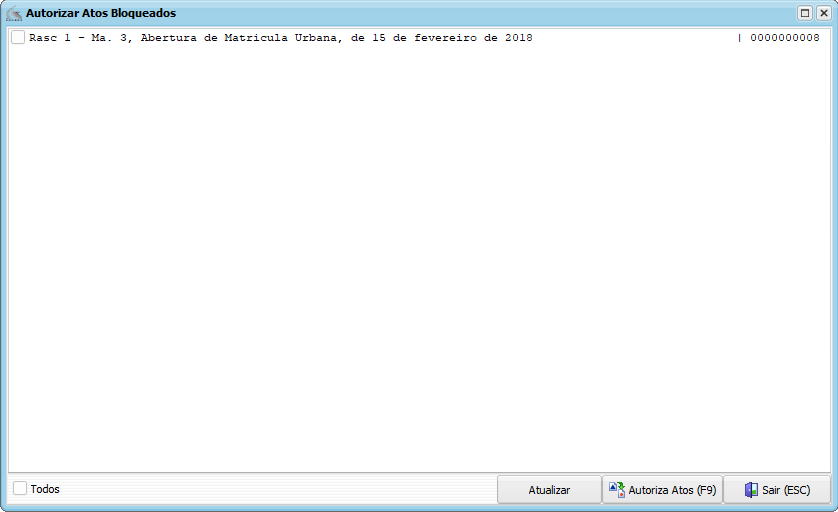 Autorizar Atos Bloqueados
Rasc 1 - Ma. 3, Abertura de Matricula Urbana, de 15 de fevereiro de 2018 | 0000000008
Todos
Atualizar
Autoriza Atos (F9)
Sair (ESC)